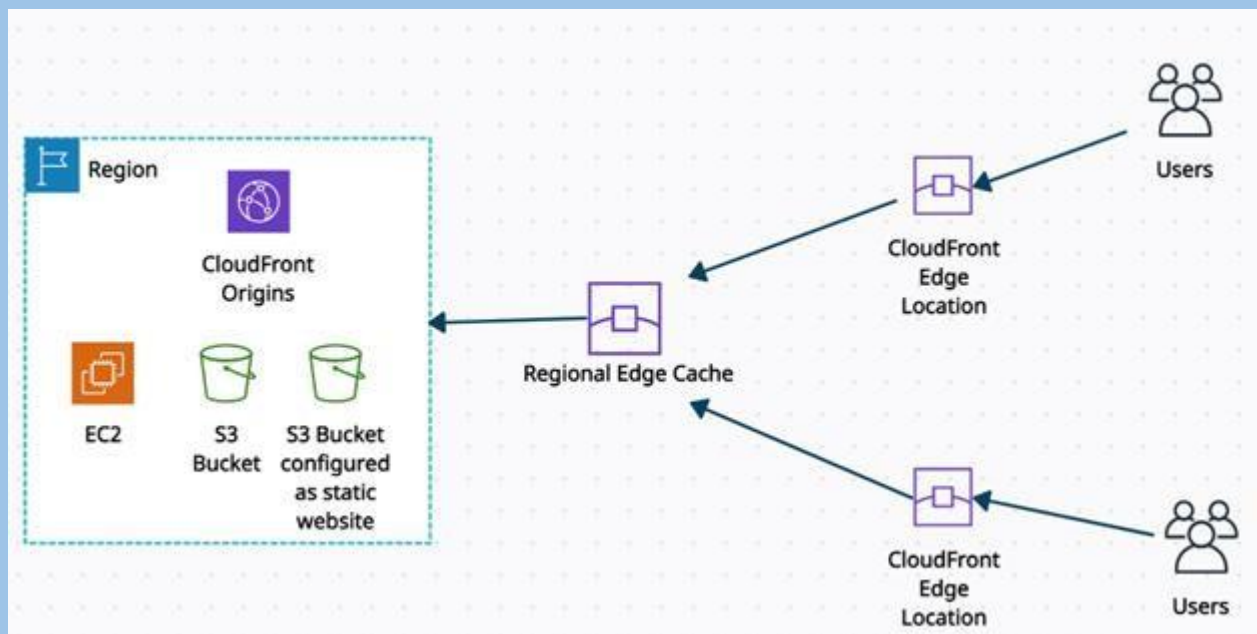 Region
CloudFront
Origins
EC2
S3
Bucket
S3 Bucket
configured
as static
website
Regional Edge Cache
CloudFront
Edge
Location
Users
CloudFront
Edge
Location
Users